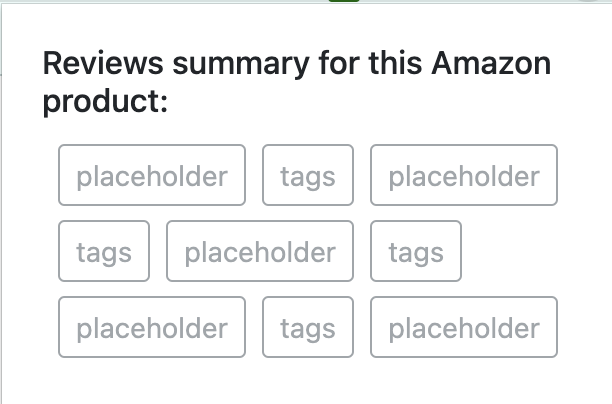 Reviews summary for this Amazon
product:
placeholder tags placeholder
tags placeholder tags
placeholder tags placeholder